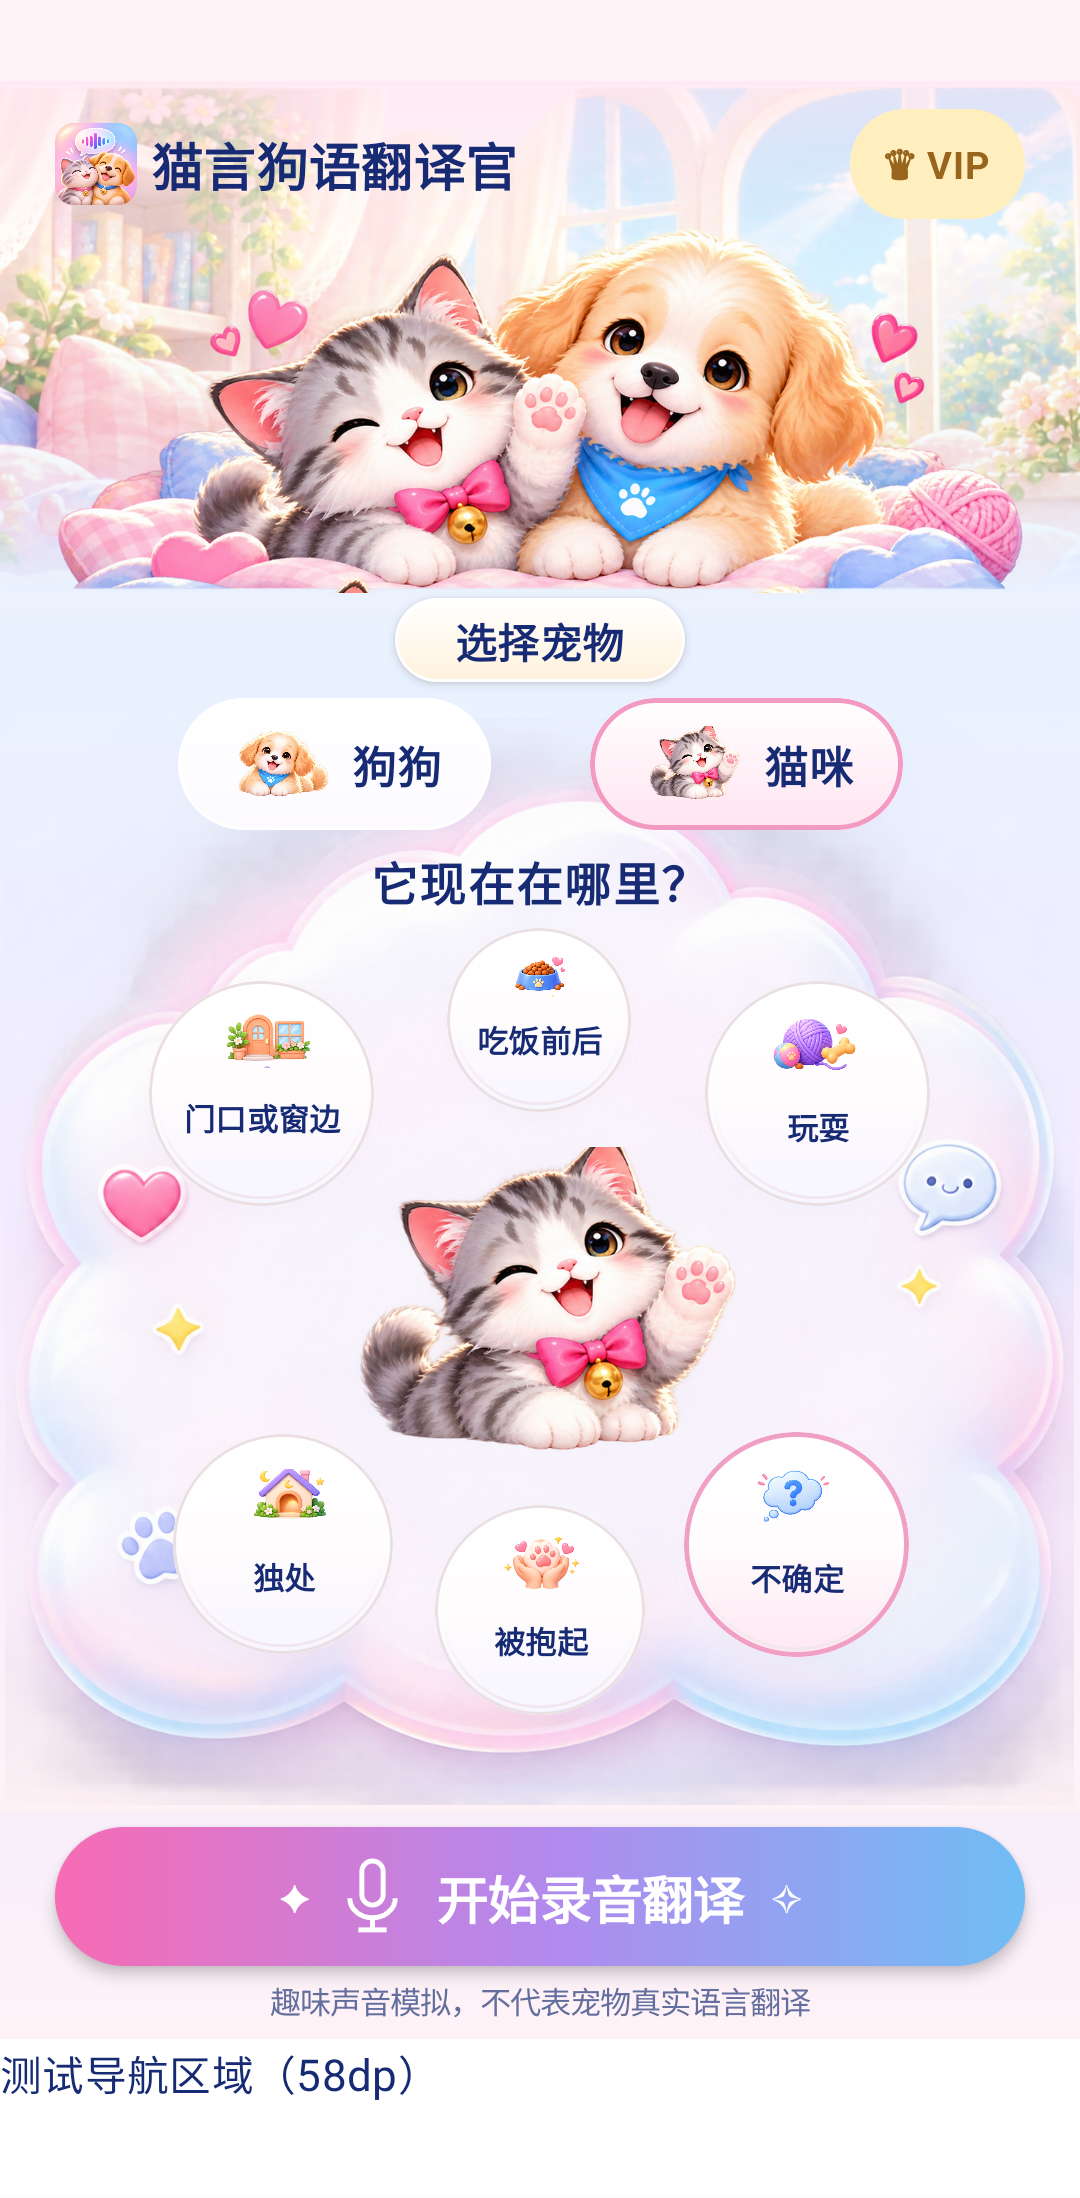 猫言狗语翻译官
VIP
选择宠物
狗狗
猫咪
它现在在哪里?
吃饭前后
门口或窗边
玩耍
独处
不确定
被抱起
开始录音翻译
趣味声音模拟，不代表宠物真实语言翻译
测试导航区域（58dp）